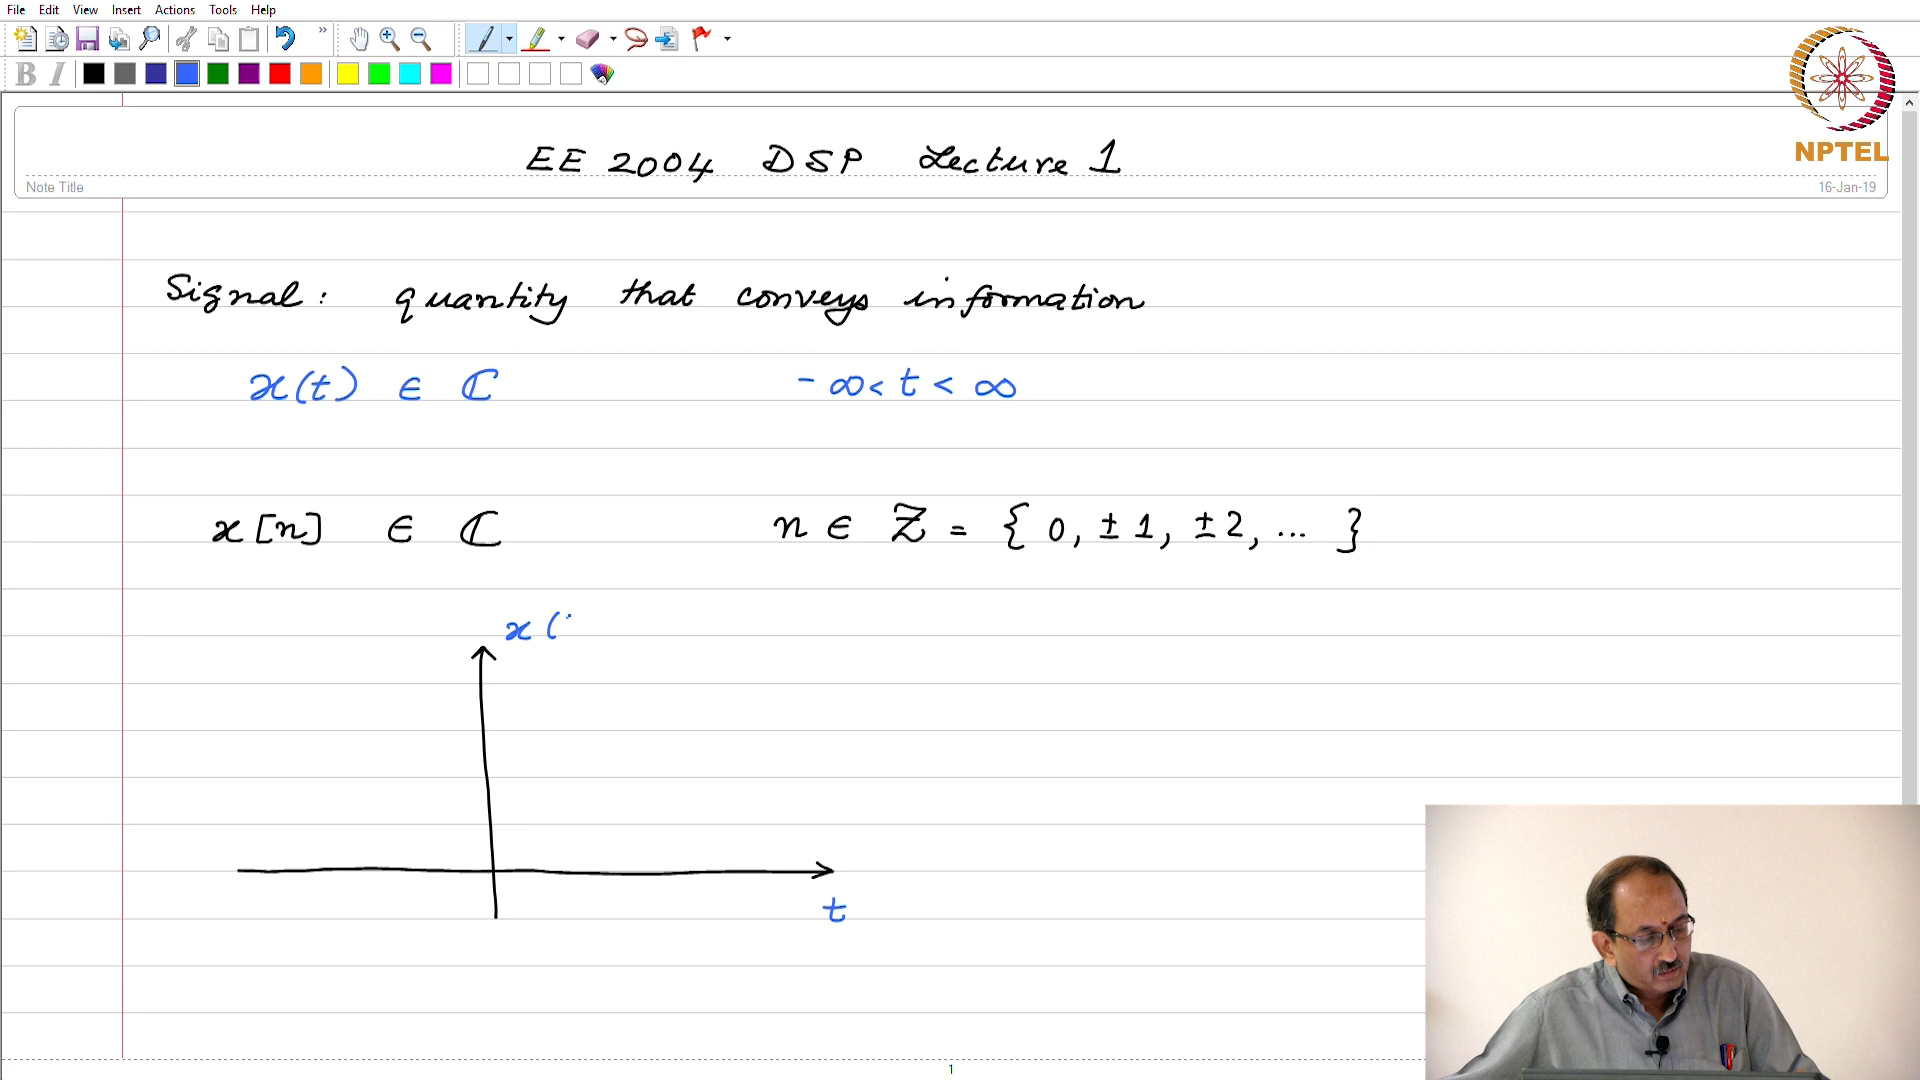 File Edit View Insert Actions Tools Help
B I
NPTEL
EE 2004 DSP Lecture 1
Note Title
16-Jan-19
Signal: quantity that conveys information
x(t) ∈ ℂ -∞ < t < ∞
x[n] ∈ ℂ n ∈ ℤ = { 0, ±1, ±2, ... }
x(
t
1